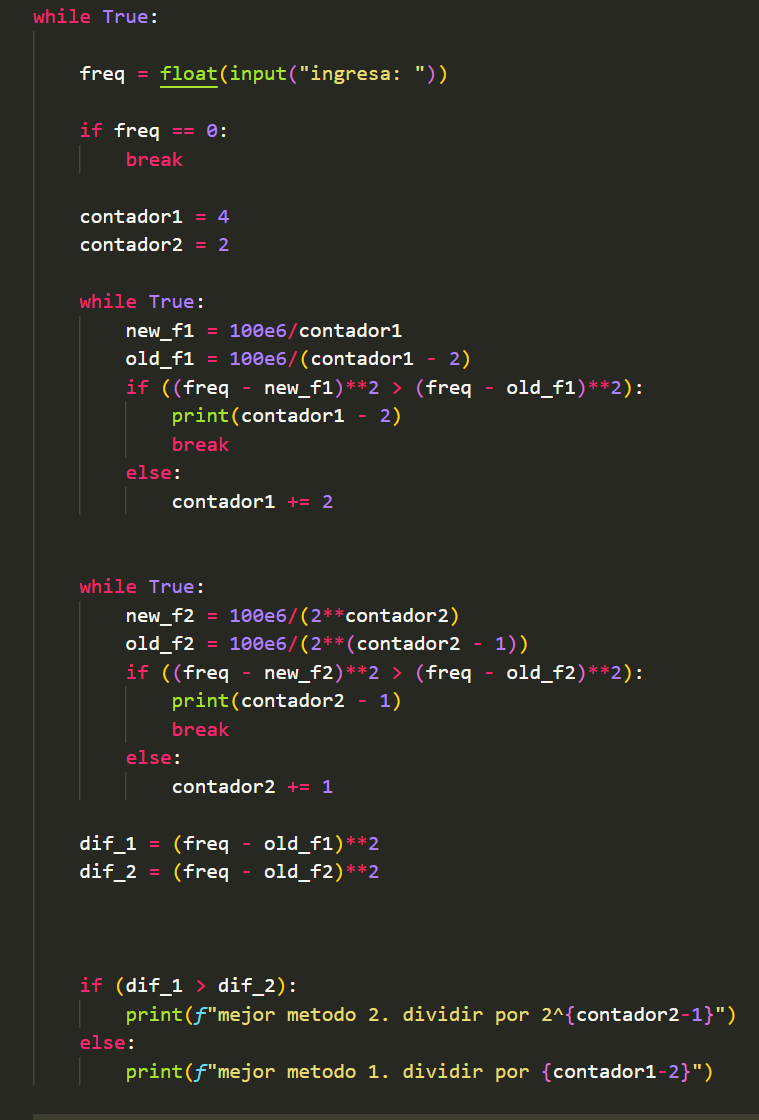 while True:
freq = float(input("ingresa: "))
if freq == 0:
break
contador1 = 4
contador2 = 2
while True:
new_f1 = 100e6/contador1
old_f1 = 100e6/(contador1 - 2)
if ((freq - new_f1)**2 > (freq - old_f1)**2):
print(contador1 - 2)
break
else:
contador1 += 2
while True:
new_f2 = 100e6/(2**contador2)
old_f2 = 100e6/(2**(contador2 - 1))
if ((freq - new_f2)**2 > (freq - old_f2)**2):
print(contador2 - 1)
break
else:
contador2 += 1
dif_1 = (freq - old_f1)**2
dif_2 = (freq - old_f2)**2
if (dif_1 > dif_2):
print(f"mejor metodo 2. dividir por 2^{contador2-1}")
else:
print(f"mejor metodo 1. dividir por {contador1-2}")